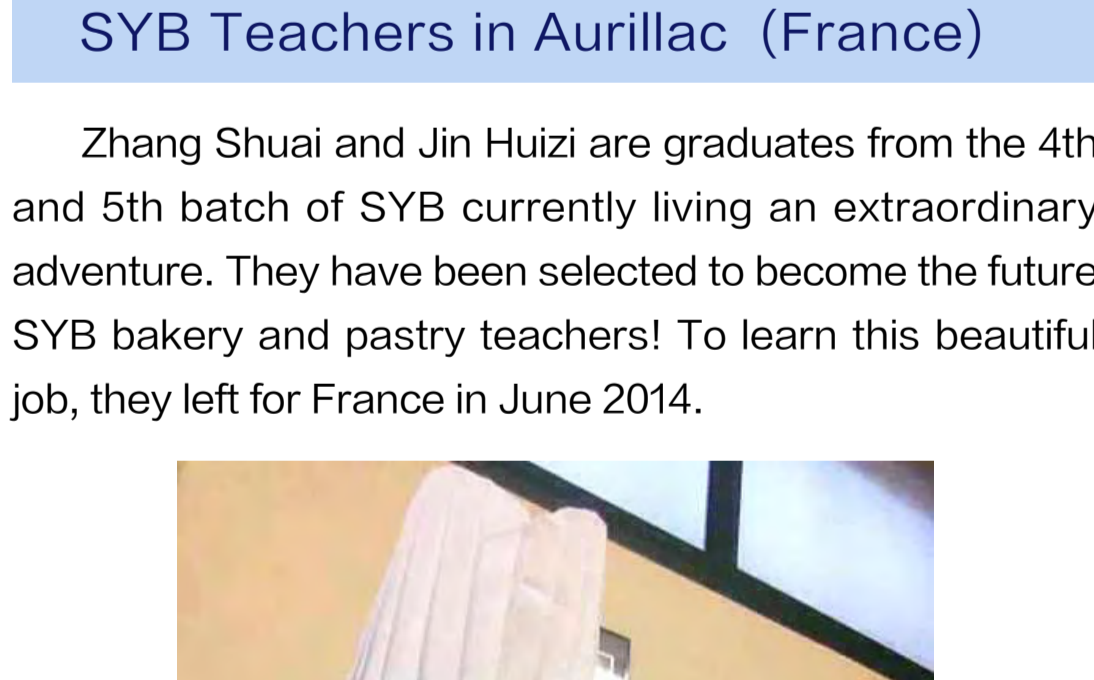 SYB Teachers in Aurillac (France)
Zhang Shuai and Jin Huizi are graduates from the 4th
and 5th batch of SYB currently living an extraordinary
adventure. They have been selected to become the future
SYB bakery and pastry teachers! To learn this beautiful
job, they left for France in June 2014.